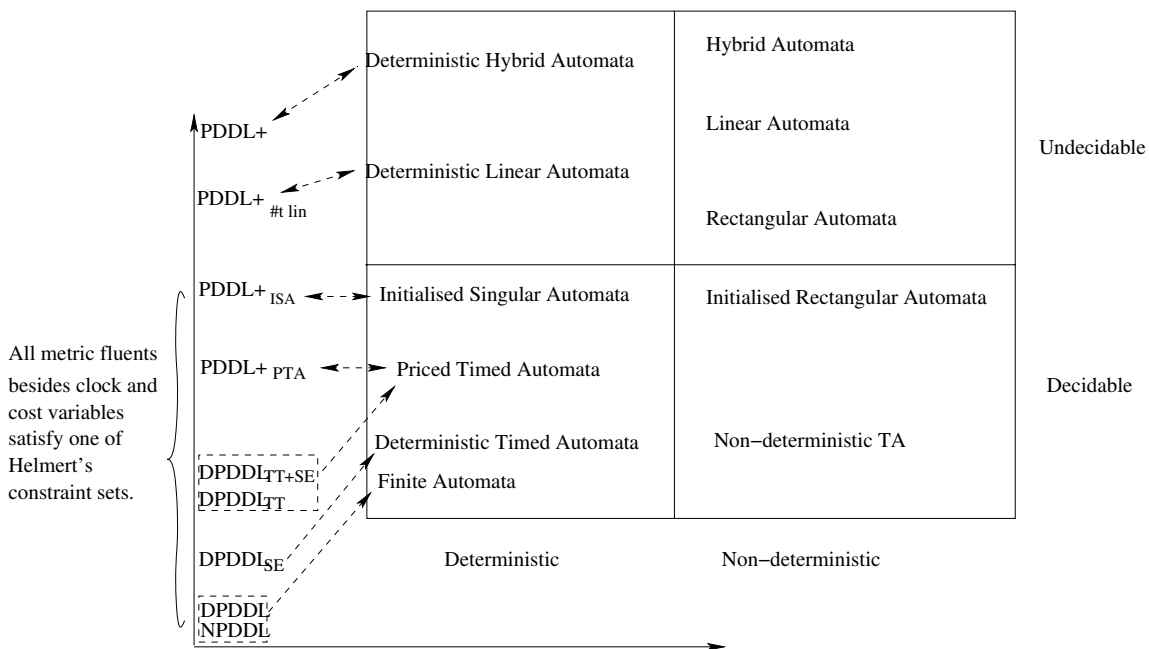 Hybrid Automata
Deterministic Hybrid Automata
PDDL+
Linear Automata
Undecidable
Deterministic Linear Automata
PDDL+ #t lin
Rectangular Automata
PDDL+ ISA
Initialised Singular Automata
Initialised Rectangular Automata
All metric fluents
besides clock and
cost variables
satisfy one of
Helmert's
constraint sets.
PDDL+ PTA
Priced Timed Automata
Decidable
Deterministic Timed Automata
Non−deterministic TA
DPDDL TT+SE
Finite Automata
DPDDL TT
DPDDL SE
Deterministic
Non−deterministic
DPDDL
NPDDL